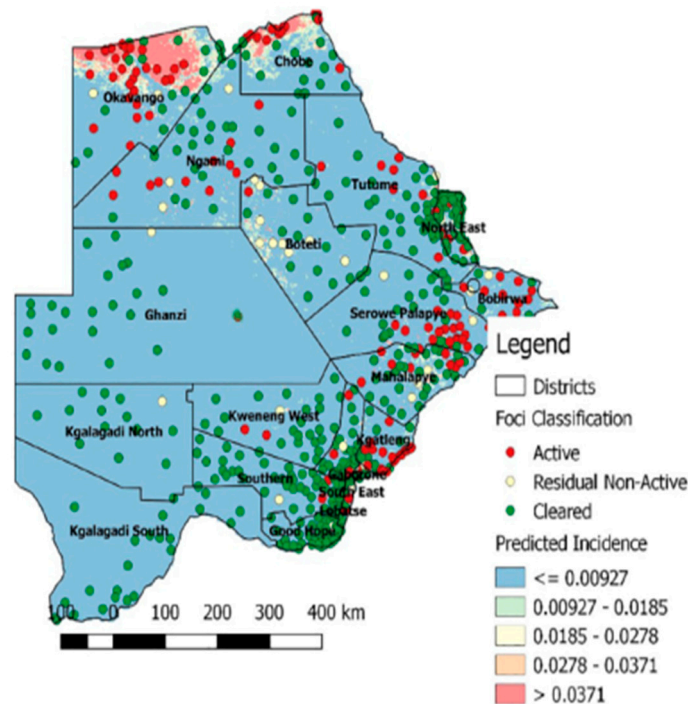 Chobe
Okavango
Ngami
Tutume
North East
Boteti
Bobirwa
Ghanzi
Serowe Palapye
Mahalapye
Kweneng West
Kgalagadi North
Kgatleng
Southern
Gaborone
South East
Lobatse
Kgalagadi South
Good Hope
100 0 100 200 300 400 km
Legend
Districts
Foci Classification
Active
Residual Non-Active
Cleared
Predicted Incidence
<= 0.00927
0.00927 - 0.0185
0.0185 - 0.0278
0.0278 - 0.0371
> 0.0371